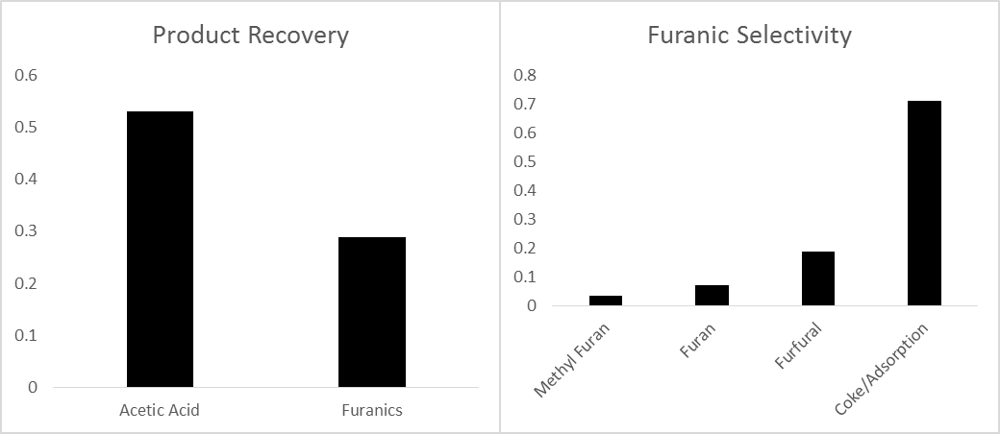 Product Recovery
0.6
0.5
0.4
0.3
0.2
0.1
0
Acetic Acid
Furanics
Furanic Selectivity
0.8
0.7
0.6
0.5
0.4
0.3
0.2
0.1
0
Methyl Furan
Furan
Furfural
Coke/Adsorption